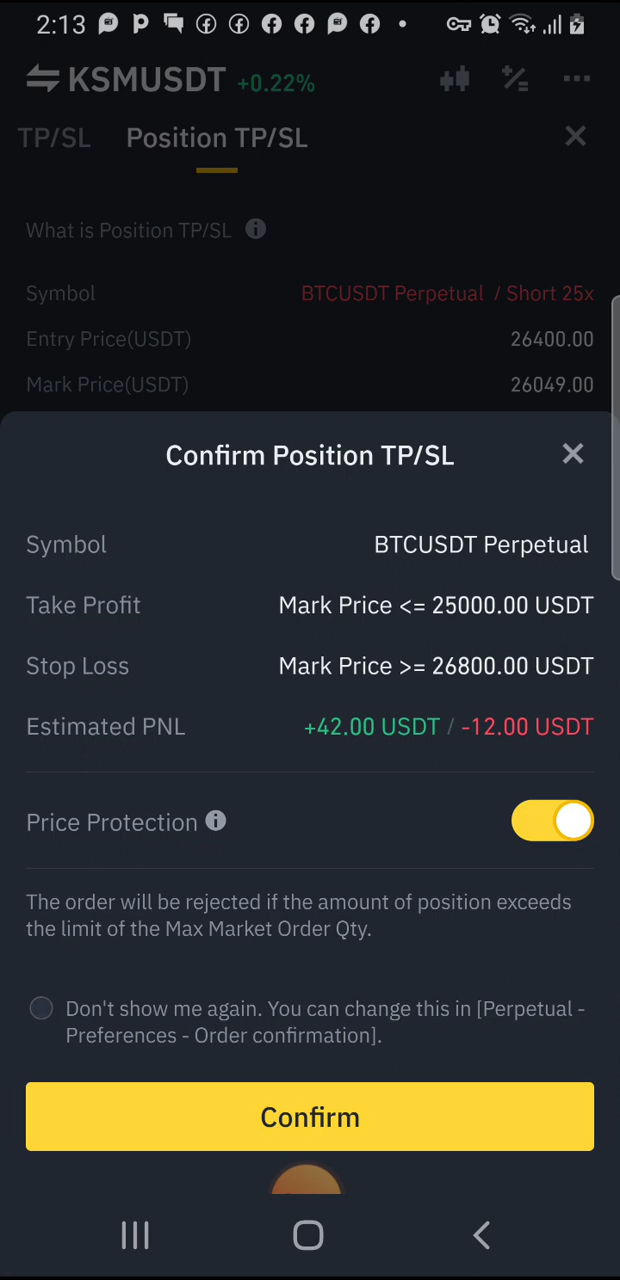 2:13
KSMUSDT +0.22%
TP/SL Position TP/SL
What is Position TP/SL
Symbol BTCUSDT Perpetual / Short 25x
Entry Price(USDT) 26400.00
Mark Price(USDT) 26049.00
Confirm Position TP/SL
Symbol BTCUSDT Perpetual
Take Profit Mark Price <= 25000.00 USDT
Stop Loss Mark Price >= 26800.00 USDT
Estimated PNL +42.00 USDT / -12.00 USDT
Price Protection
The order will be rejected if the amount of position exceeds
the limit of the Max Market Order Qty.
Don't show me again. You can change this in [Perpetual -
Preferences - Order confirmation].
Confirm